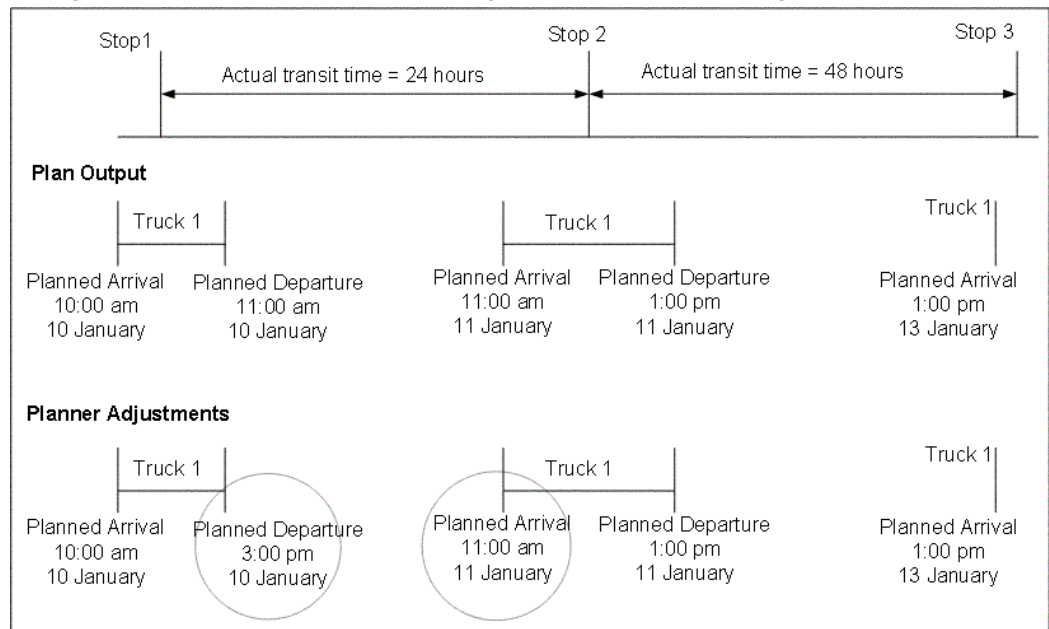 Stop1
Stop 2
Stop 3
Actual transit time = 24 hours
Actual transit time = 48 hours
Plan Output
Truck 1
Truck 1
Truck 1
Planned Arrival
10:00 am
10 January
Planned Departure
11:00 am
10 January
Planned Arrival
11:00 am
11 January
Planned Departure
1:00 pm
11 January
Planned Arrival
1:00 pm
13 January
Planner Adjustments
Truck 1
Truck 1
Truck 1
Planned Arrival
10:00 am
10 January
Planned Departure
3:00 pm
10 January
Planned Arrival
11:00 am
11 January
Planned Departure
1:00 pm
11 January
Planned Arrival
1:00 pm
13 January